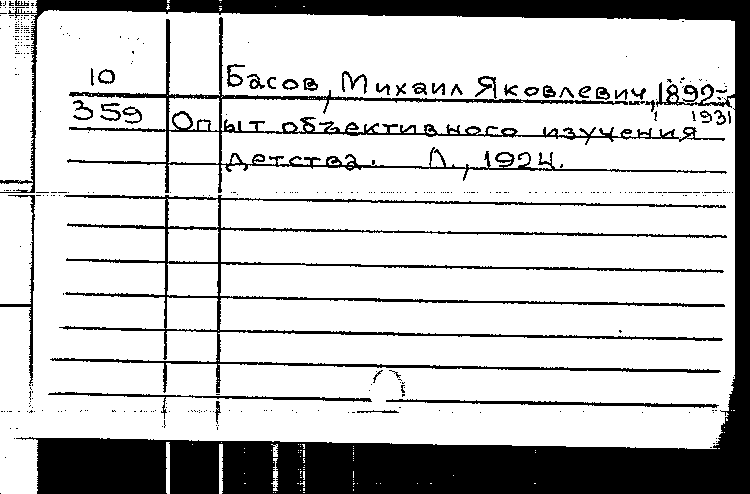 10 Басов, Михаил Яковлевич, 1892-
1931
359 Опыт объективного изучения
детства. Л., 1924.